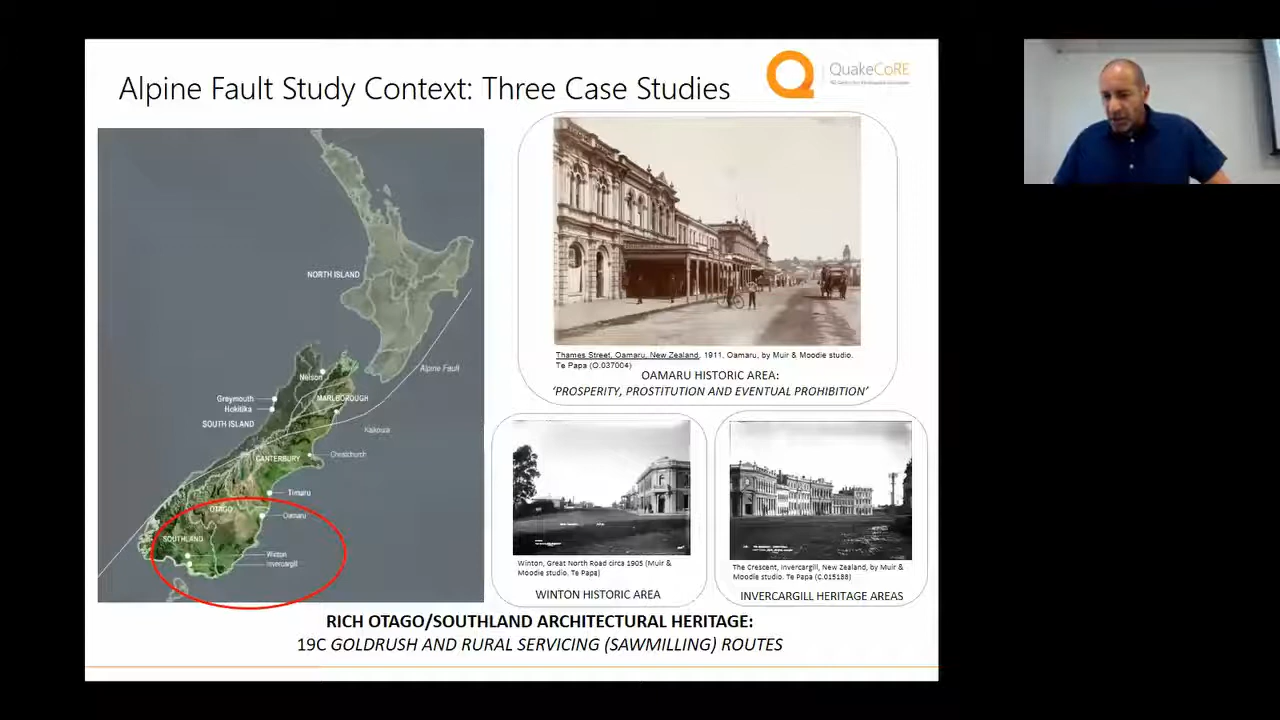 Alpine Fault Study Context: Three Case Studies
QuakeCoRE
NORTH ISLAND
Alpine Fault
Nelson
MARLBOROUGH
Greymouth
Hokitika
SOUTH ISLAND
Kaikoura
CANTERBURY
Christchurch
Timaru
OTAGO
Oamaru
SOUTHLAND
Winton
Invercargill
Thames Street, Oamaru, New Zealand, 1911, Oamaru, by Muir & Moodie studio.
Te Papa (O.037004)
OAMARU HISTORIC AREA:
‘PROSPERITY, PROSTITUTION AND EVENTUAL PROHIBITION’
Winton, Great North Road circa 1905 (Muir &
Moodie studio. Te Papa)
WINTON HISTORIC AREA
The Crescent, Invercargill, New Zealand, by Muir &
Moodie studio. Te Papa (C.015188)
INVERCARGILL HERITAGE AREAS
RICH OTAGO/SOUTHLAND ARCHITECTURAL HERITAGE:
19C GOLDRUSH AND RURAL SERVICING (SAWMILLING) ROUTES